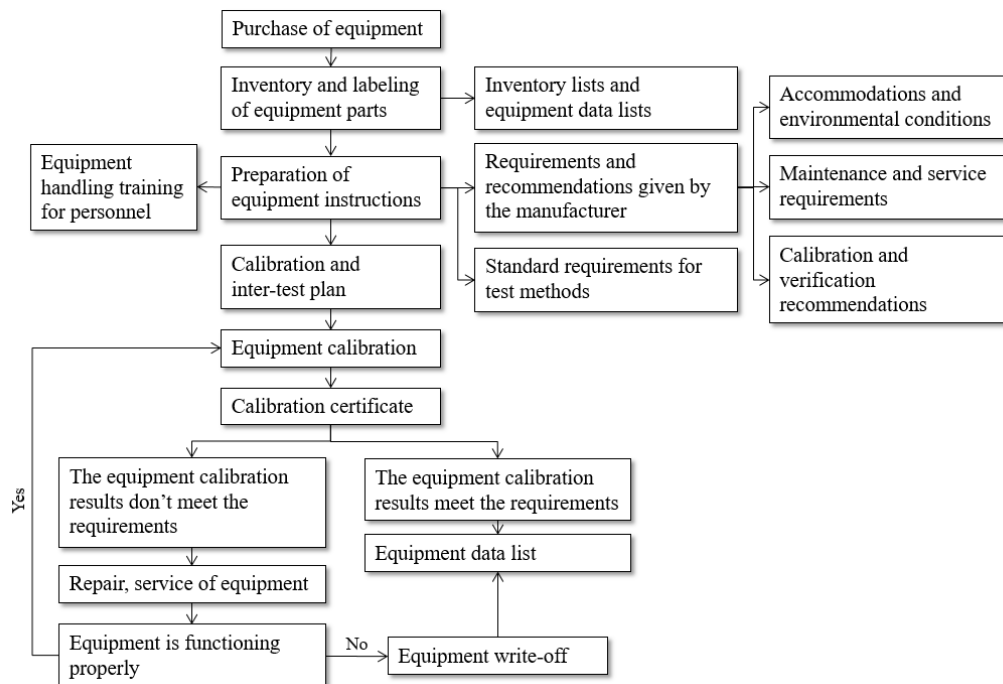 Purchase of equipment
Inventory and labeling
of equipment parts
Inventory lists and
equipment data lists
Accommodations and
environmental conditions
Equipment
handling training
for personnel
Preparation of
equipment instructions
Requirements and
recommendations given by
the manufacturer
Maintenance and service
requirements
Calibration and
inter-test plan
Standard requirements for
test methods
Calibration and
verification
recommendations
Equipment calibration
Calibration certificate
The equipment calibration
results don’t meet the
requirements
The equipment calibration
results meet the requirements
Yes
Equipment data list
Repair, service of equipment
Equipment is functioning
properly
No
Equipment write-off